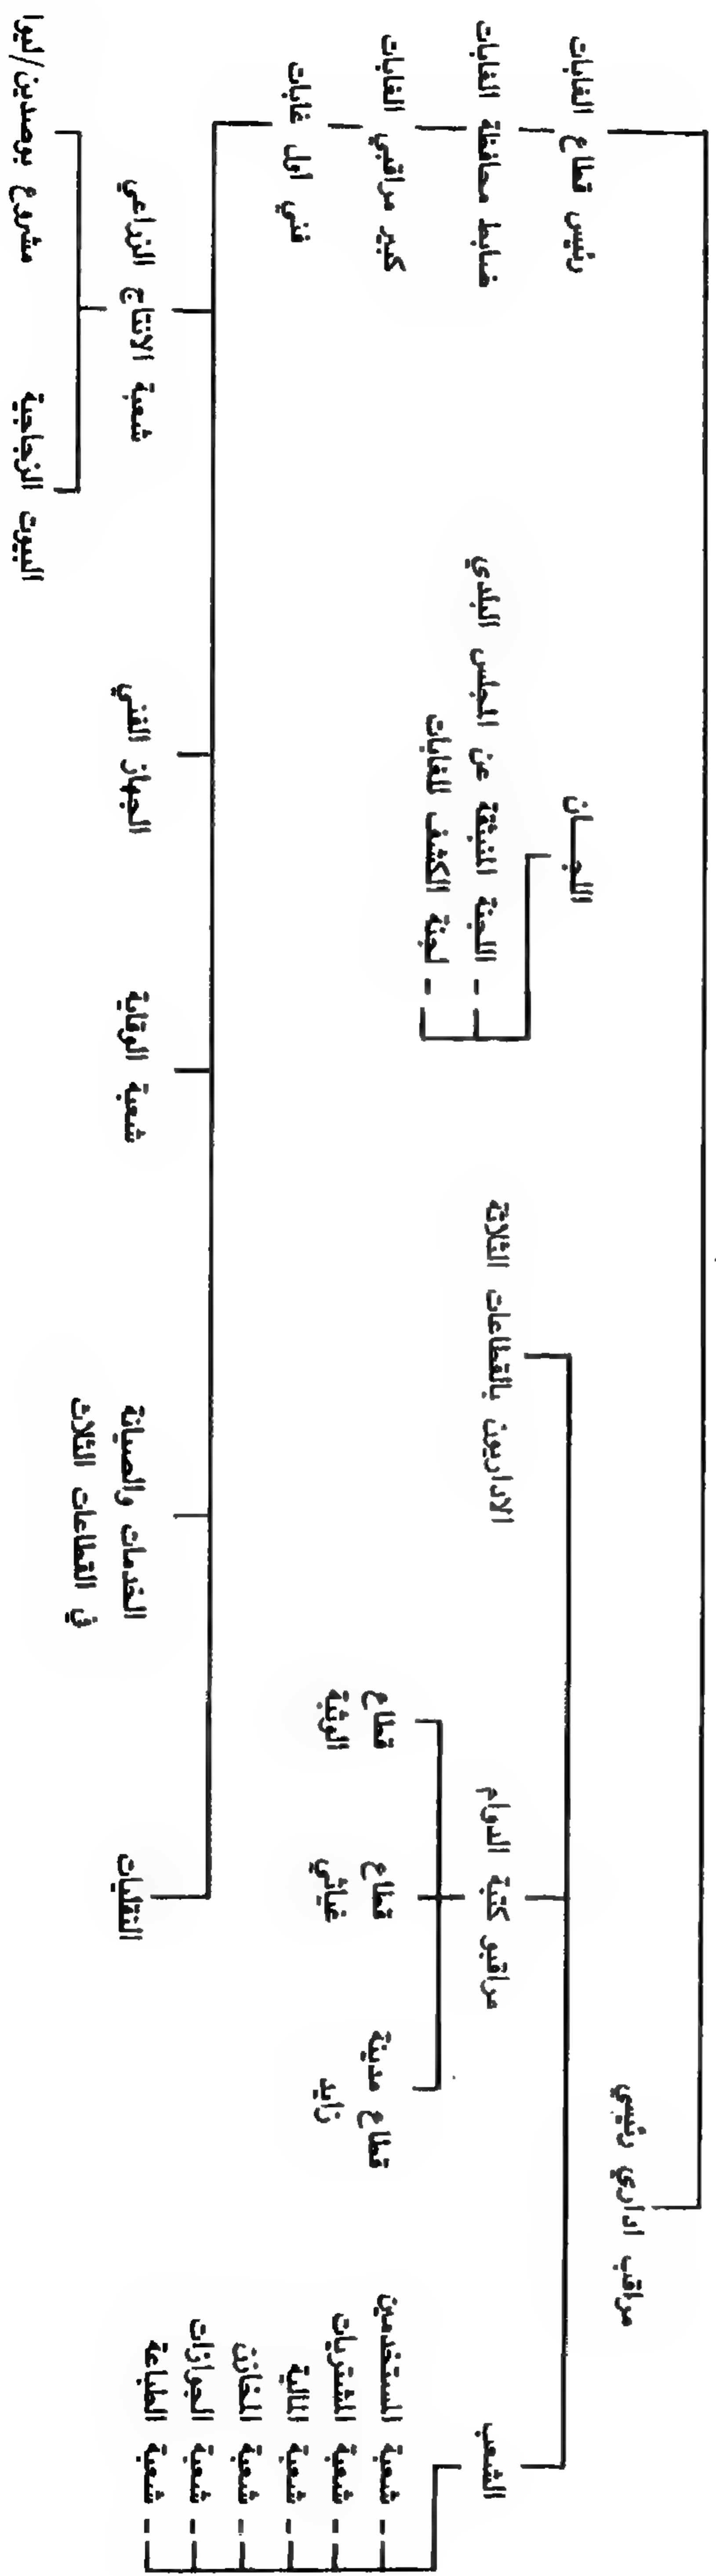 مراقب اداري رئيسي
رئيس قطاع الغابات
ضابط محافظة الغابات
كبير مراقبي الغابات
فني اول غابات
اللجـــان
- اللجنة المنبثقة عن المجلس البلدي
- لجنة الكشف للغابات
الشعب
- شعبة المستخدمين
- شعبة المشتريات
- شعبة المالية
- شعبة المخازن
- شعبة الجوازات
- شعبة الطباعة
مراقبو كتبة الدوام
قطاع مدينة
زايد
قطاع
غياثي
قطاع
الوثبة
الاداريون بالقطاعات الثلاثة
النقليات
الخدمات والصيانة
في القطاعات الثلاث
شعبة الوقاية
الجهاز الفني
شعبة الانتاج الزراعي
البيوت الزجاجية
مشروع بوصدين/ليوا